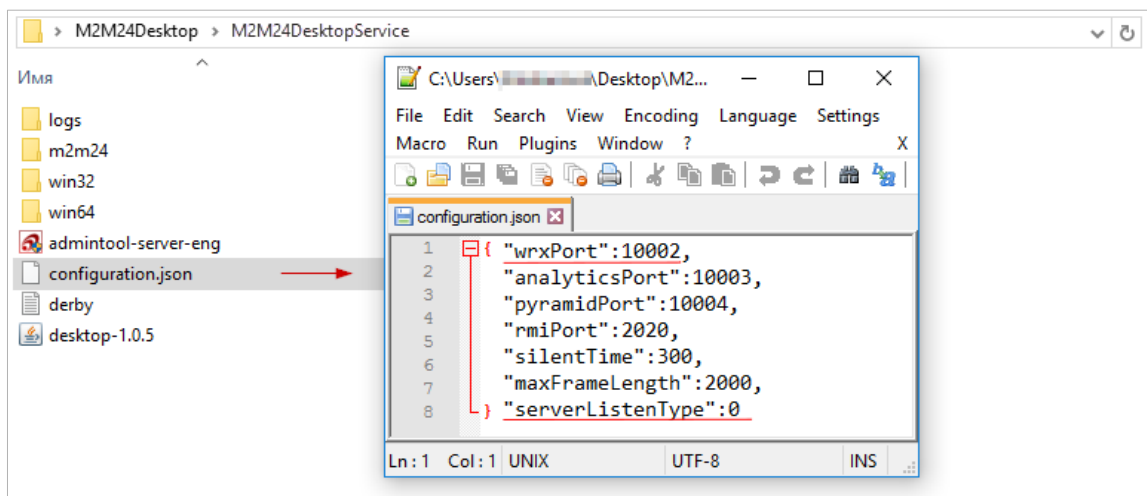 M2M24Desktop > M2M24DesktopService
Имя
logs
m2m24
win32
win64
admintool-server-eng
configuration.json
derby
desktop-1.0.5
C:\Users\ \Desktop\M2...
File Edit Search View Encoding Language Settings
Macro Run Plugins Window ? X
configuration.json
1 { "wrxPort":10002,
2 "analyticsPort":10003,
3 "pyramidPort":10004,
4 "rmiPort":2020,
5 "silentTime":300,
6 "maxFrameLength":2000,
7 } "serverListenType":0
8
Ln : 1 Col : 1 UNIX UTF-8 INS